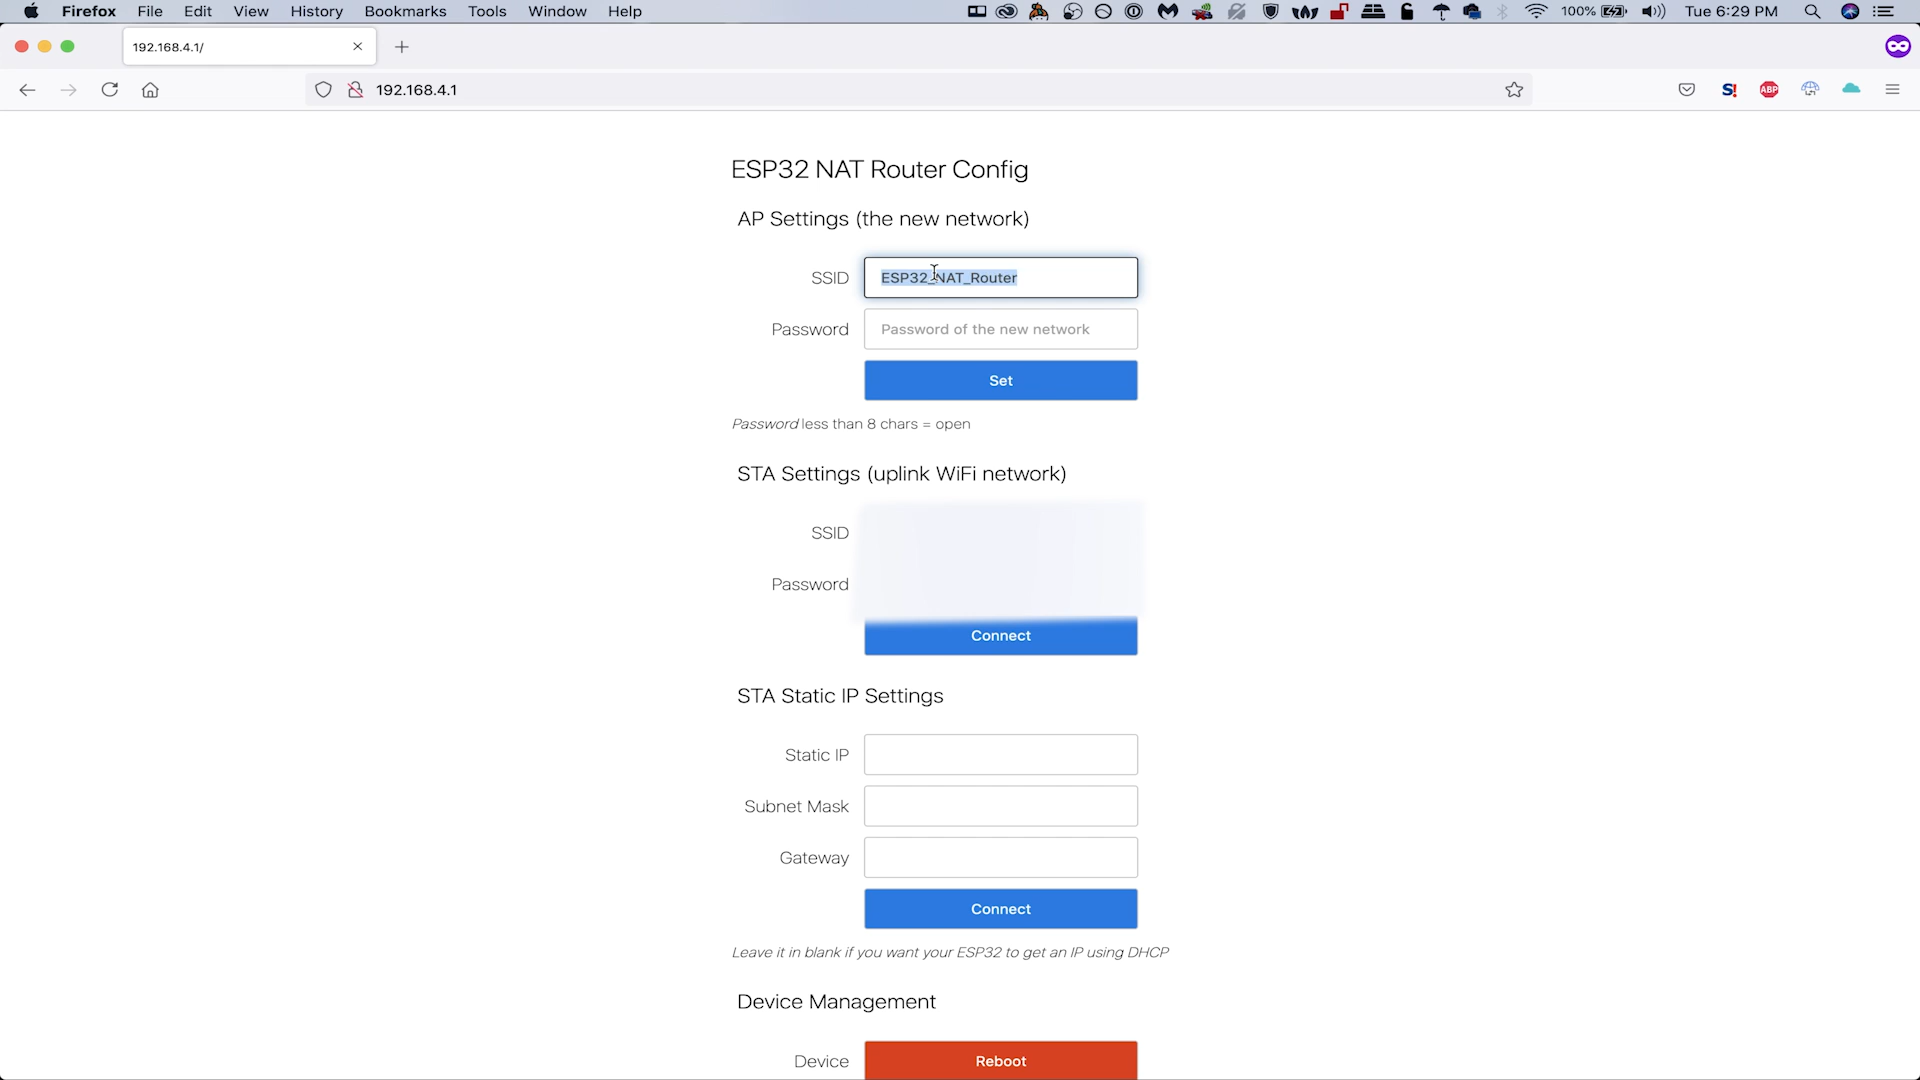 Firefox File Edit View History Bookmarks Tools Window Help 100% Tue 6:29 PM
192.168.4.1/
192.168.4.1 S! ABP
ESP32 NAT Router Config
AP Settings (the new network)
SSID ESP32_NAT_Router
Password Password of the new network
Set
Password less than 8 chars = open
STA Settings (uplink WiFi network)
SSID
Password
Connect
STA Static IP Settings
Static IP
Subnet Mask
Gateway
Connect
Leave it in blank if you want your ESP32 to get an IP using DHCP
Device Management
Device Reboot